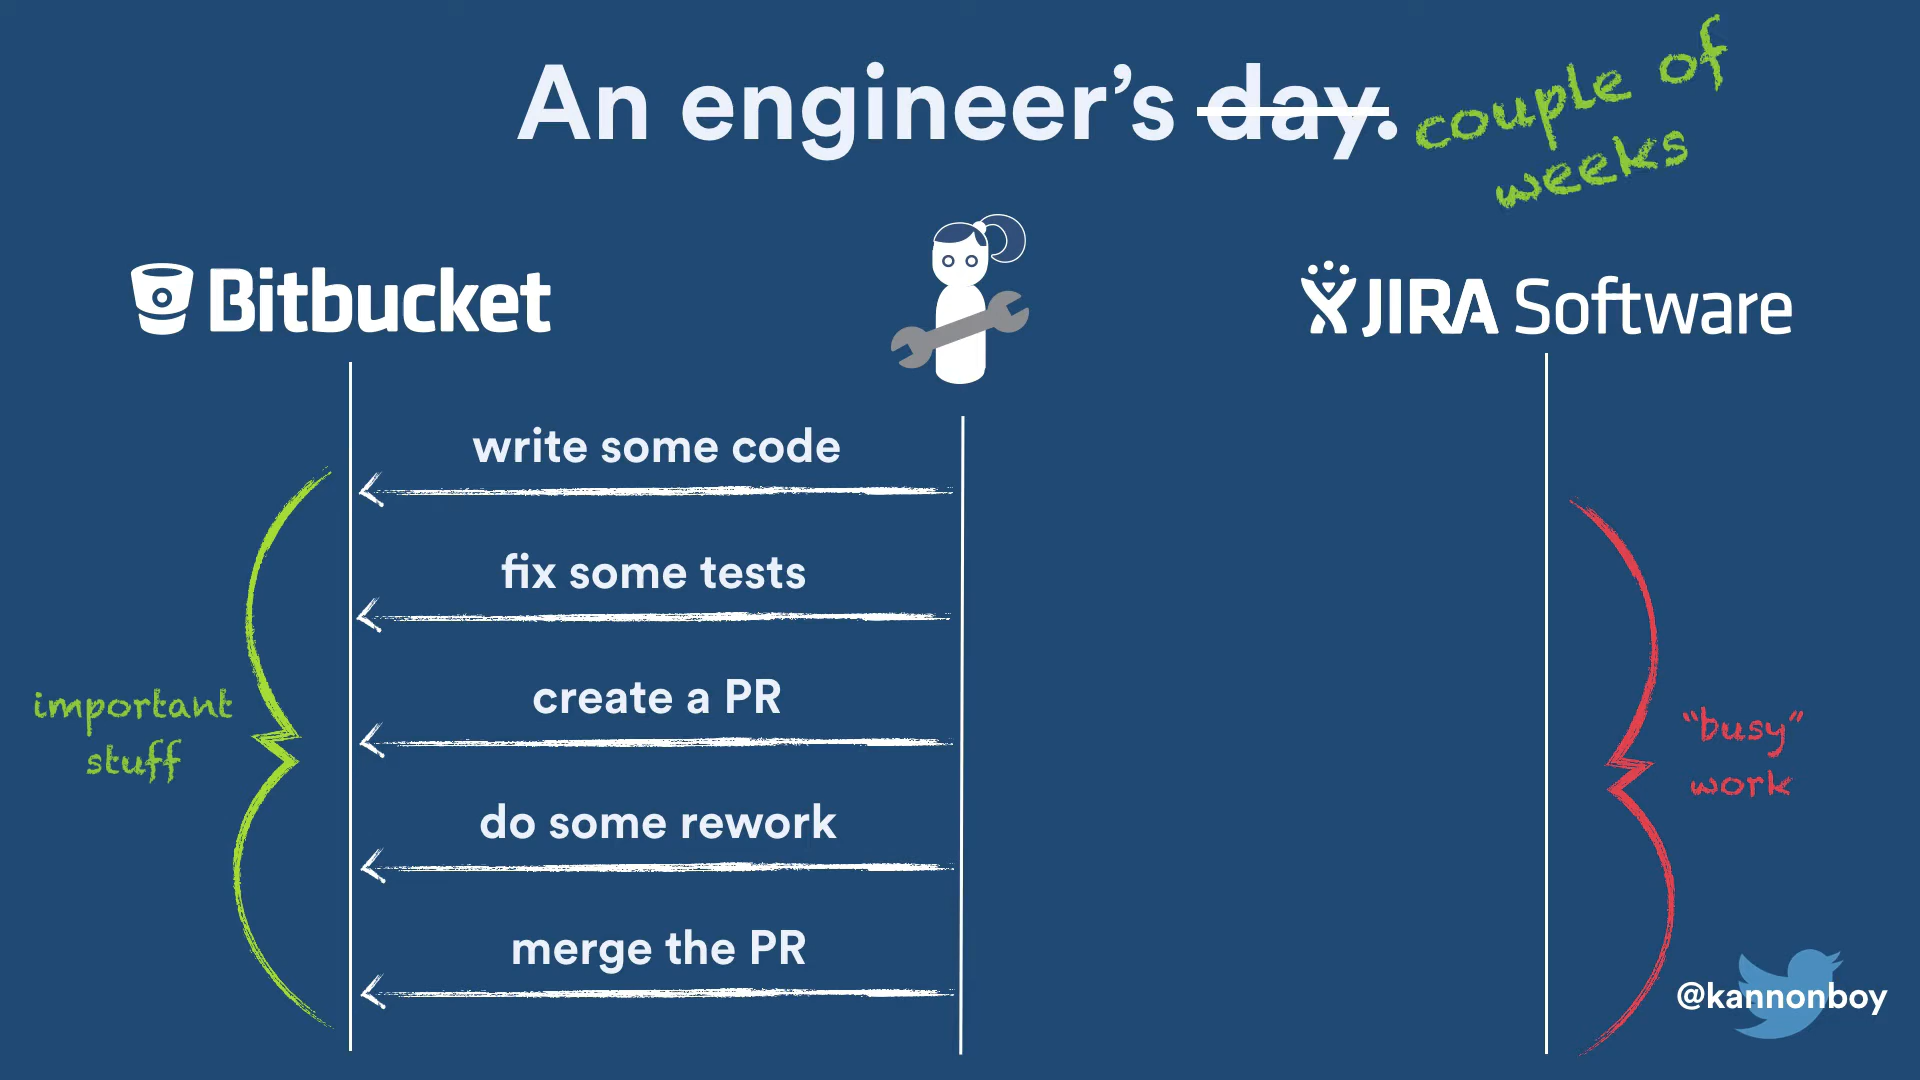 An engineer’s day.
couple of
weeks
Bitbucket
JIRA Software
write some code
fix some tests
create a PR
do some rework
merge the PR
important
stuff
“busy”
work
@kannonboy